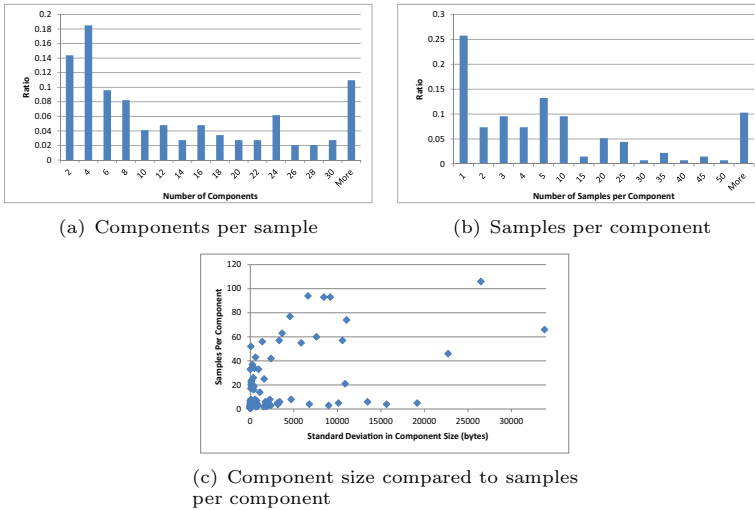 0.2
0.18
0.16
0.14
0.12
0.1
0.08
0.06
0.04
0.02
0
Ratio
2 4 6 8 10 12 14 16 18 20 22 24 26 28 30 More
Number of Components
(a) Components per sample
0.3
0.25
0.2
0.15
0.1
0.05
0
Ratio
1 2 3 4 5 10 15 20 25 30 35 40 45 50 More
Number of Samples per Component
(b) Samples per component
120
100
80
60
40
20
0
Samples Per Component
0 5000 10000 15000 20000 25000 30000
Standard Deviation in Component Size (bytes)
(c) Component size compared to samples
per component